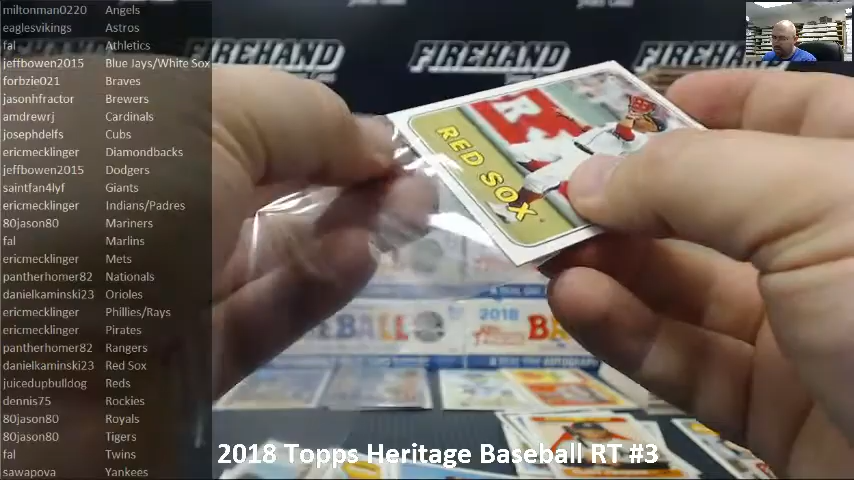 miltonman0220 Angels
eaglesvikings Astros
fal Athletics
jeffbowen2015 Blue Jays/White Sox
forbzie021 Braves
jasonhfractor Brewers
amdrewrj Cardinals
josephdelfs Cubs
ericmecklinger Diamondbacks
jeffbowen2015 Dodgers
saintfan4lyf Giants
ericmecklinger Indians/Padres
80jason80 Mariners
fal Marlins
ericmecklinger Mets
pantherhomer82 Nationals
danielkaminski23 Orioles
ericmecklinger Phillies/Rays
ericmecklinger Pirates
pantherhomer82 Rangers
danielkaminski23 Red Sox
juicedupbulldog Reds
dennis75 Rockies
80jason80 Royals
80jason80 Tigers
fal Twins
sawapova Yankees
FIREHAND FIREHAND FIREHAND
RED SOX
2018
2018 Topps Heritage Baseball RT #3